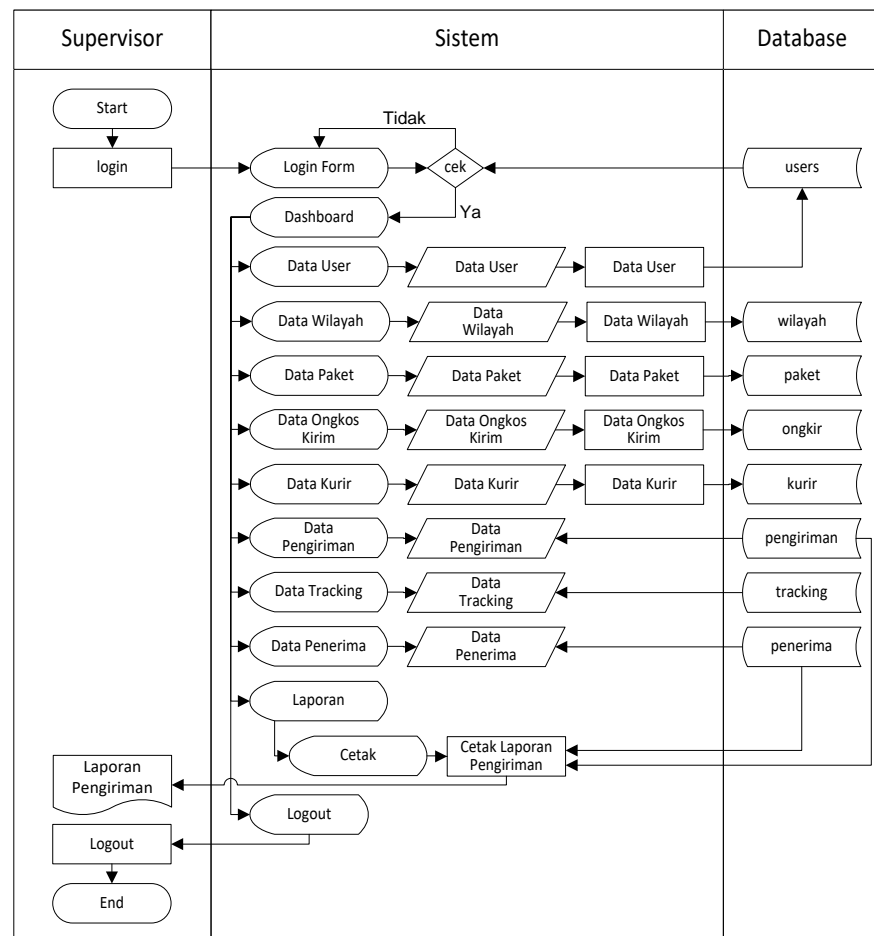 Supervisor
Sistem
Database
Start
Tidak
login
Login Form
cek
users
Ya
Dashboard
Data User
Data User
Data User
Data Wilayah
Data
Wilayah
Data Wilayah
wilayah
Data Paket
Data Paket
Data Paket
paket
Data Ongkos
Kirim
Data Ongkos
Kirim
Data Ongkos
Kirim
ongkir
Data Kurir
Data Kurir
Data Kurir
kurir
Data
Pengiriman
Data
Pengiriman
pengiriman
Data Tracking
Data
Tracking
tracking
Data Penerima
Data
Penerima
penerima
Laporan
Cetak
Cetak Laporan
Pengiriman
Laporan
Pengiriman
Logout
Logout
End